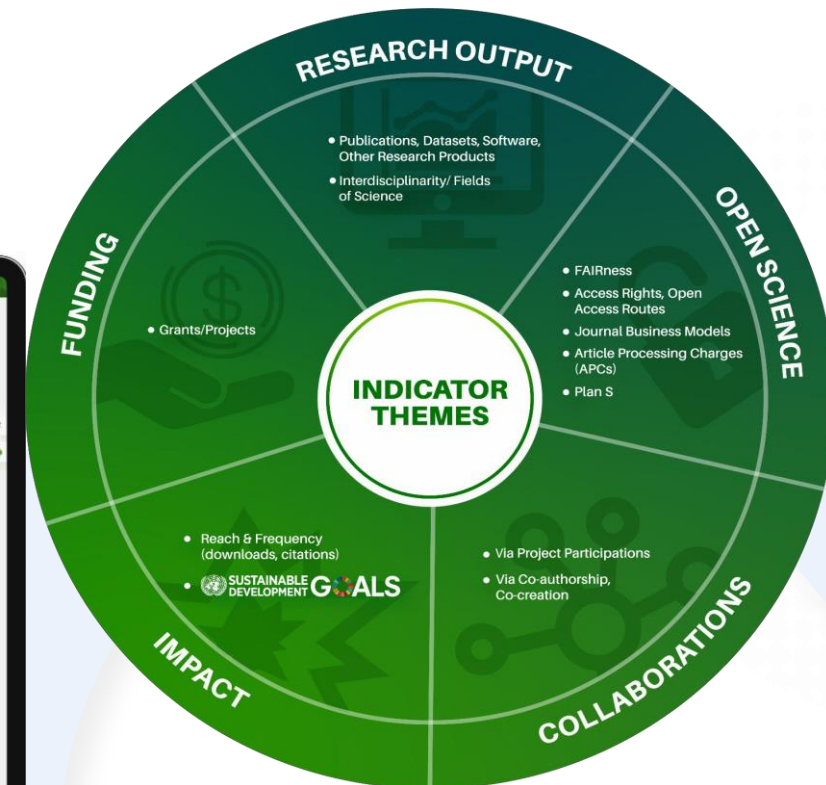 RESEARCH OUTPUT
• Publications, Datasets, Software,
Other Research Products
• Interdisciplinarity/ Fields
of Science
OPEN SCIENCE
• FAIRness
• Access Rights, Open
Access Routes
• Journal Business Models
• Article Processing Charges
(APCs)
• Plan S
COLLABORATIONS
• Via Project Participations
• Via Co-authorship,
Co-creation
IMPACT
• Reach & Frequency
(downloads, citations)
• SUSTAINABLE DEVELOPMENT GOALS
FUNDING
• Grants/Projects
INDICATOR
THEMES